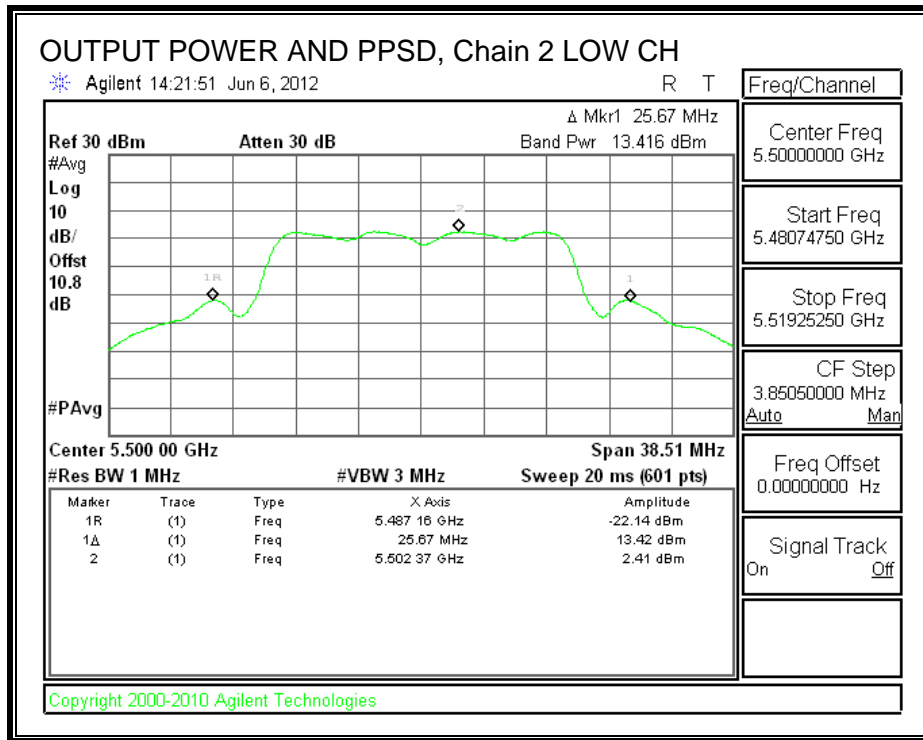 OUTPUT POWER AND PPSD, Chain 2 LOW CH
Agilent 14:21:51 Jun 6, 2012 R T
Freq/Channel
Δ Mkr1 25.67 MHz
Ref 30 dBm Atten 30 dB Band Pwr 13.416 dBm
#Avg
Log
10
dB/
Offst
10.8
dB
#PAvg
1R
2
1
Center 5.500 00 GHz Span 38.51 MHz
#Res BW 1 MHz #VBW 3 MHz Sweep 20 ms (601 pts)
Marker Trace Type X Axis Amplitude
1R (1) Freq 5.487 16 GHz -22.14 dBm
1Δ (1) Freq 25.67 MHz 13.42 dBm
2 (1) Freq 5.502 37 GHz 2.41 dBm
Center Freq
5.50000000 GHz
Start Freq
5.48074750 GHz
Stop Freq
5.51925250 GHz
CF Step
3.85050000 MHz
Auto Man
Freq Offset
0.00000000 Hz
Signal Track
On Off
Copyright 2000-2010 Agilent Technologies